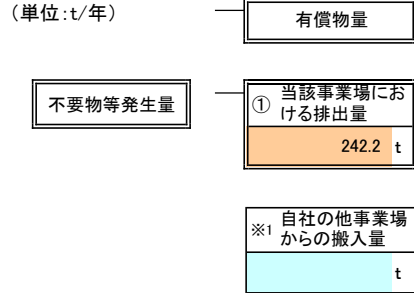 （単位:t/年）
有償物量
不要物等発生量
① 当該事業場にお
ける排出量
242.2 t
※1 自社の他事業場
からの搬入量
t